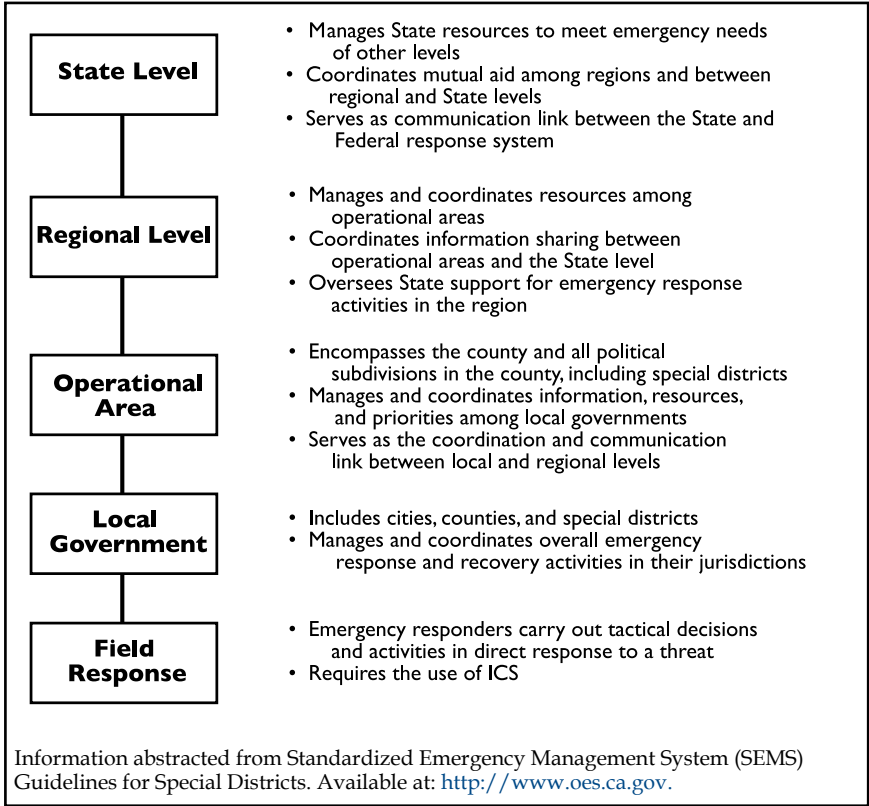 State Level
• Manages State resources to meet emergency needs
of other levels
• Coordinates mutual aid among regions and between
regional and State levels
• Serves as communication link between the State and
Federal response system
Regional Level
• Manages and coordinates resources among
operational areas
• Coordinates information sharing between
operational areas and the State level
• Oversees State support for emergency response
activities in the region
Operational
Area
• Encompasses the county and all political
subdivisions in the county, including special districts
• Manages and coordinates information, resources,
and priorities among local governments
• Serves as the coordination and communication
link between local and regional levels
Local
Government
• Includes cities, counties, and special districts
• Manages and coordinates overall emergency
response and recovery activities in their jurisdictions
Field
Response
• Emergency responders carry out tactical decisions
and activities in direct response to a threat
• Requires the use of ICS
Information abstracted from Standardized Emergency Management System (SEMS)
Guidelines for Special Districts. Available at: http://www.oes.ca.gov.